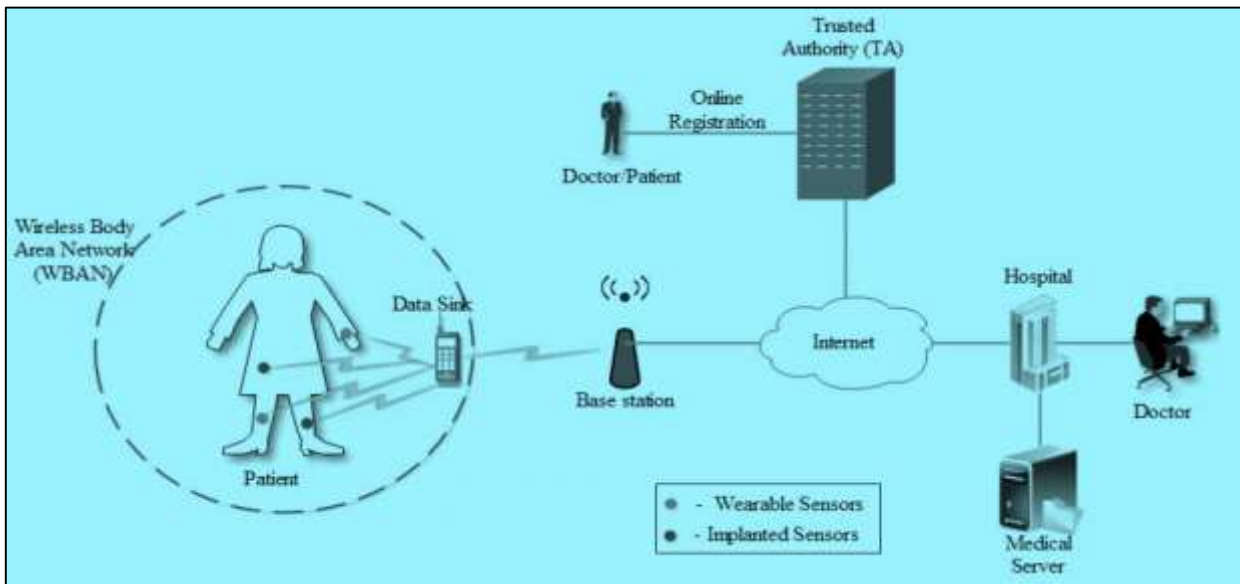 Trusted
Authority (TA)
Online
Registration
Doctor/Patient
Wireless Body
Area Network
(WBAN)
Data Sink
Hospital
Internet
Base station
Doctor
Patient
- Wearable Sensors
- Implanted Sensors
Medical
Server